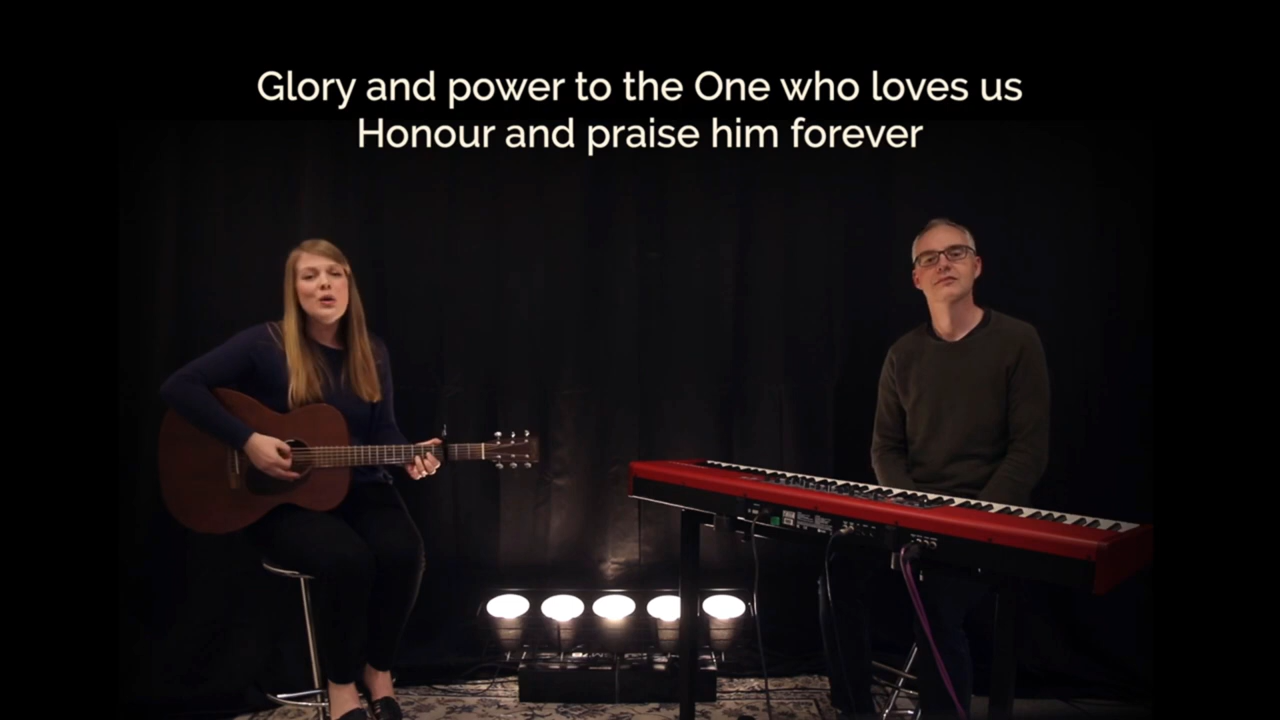 Glory and power to the One who loves us
Honour and praise him forever